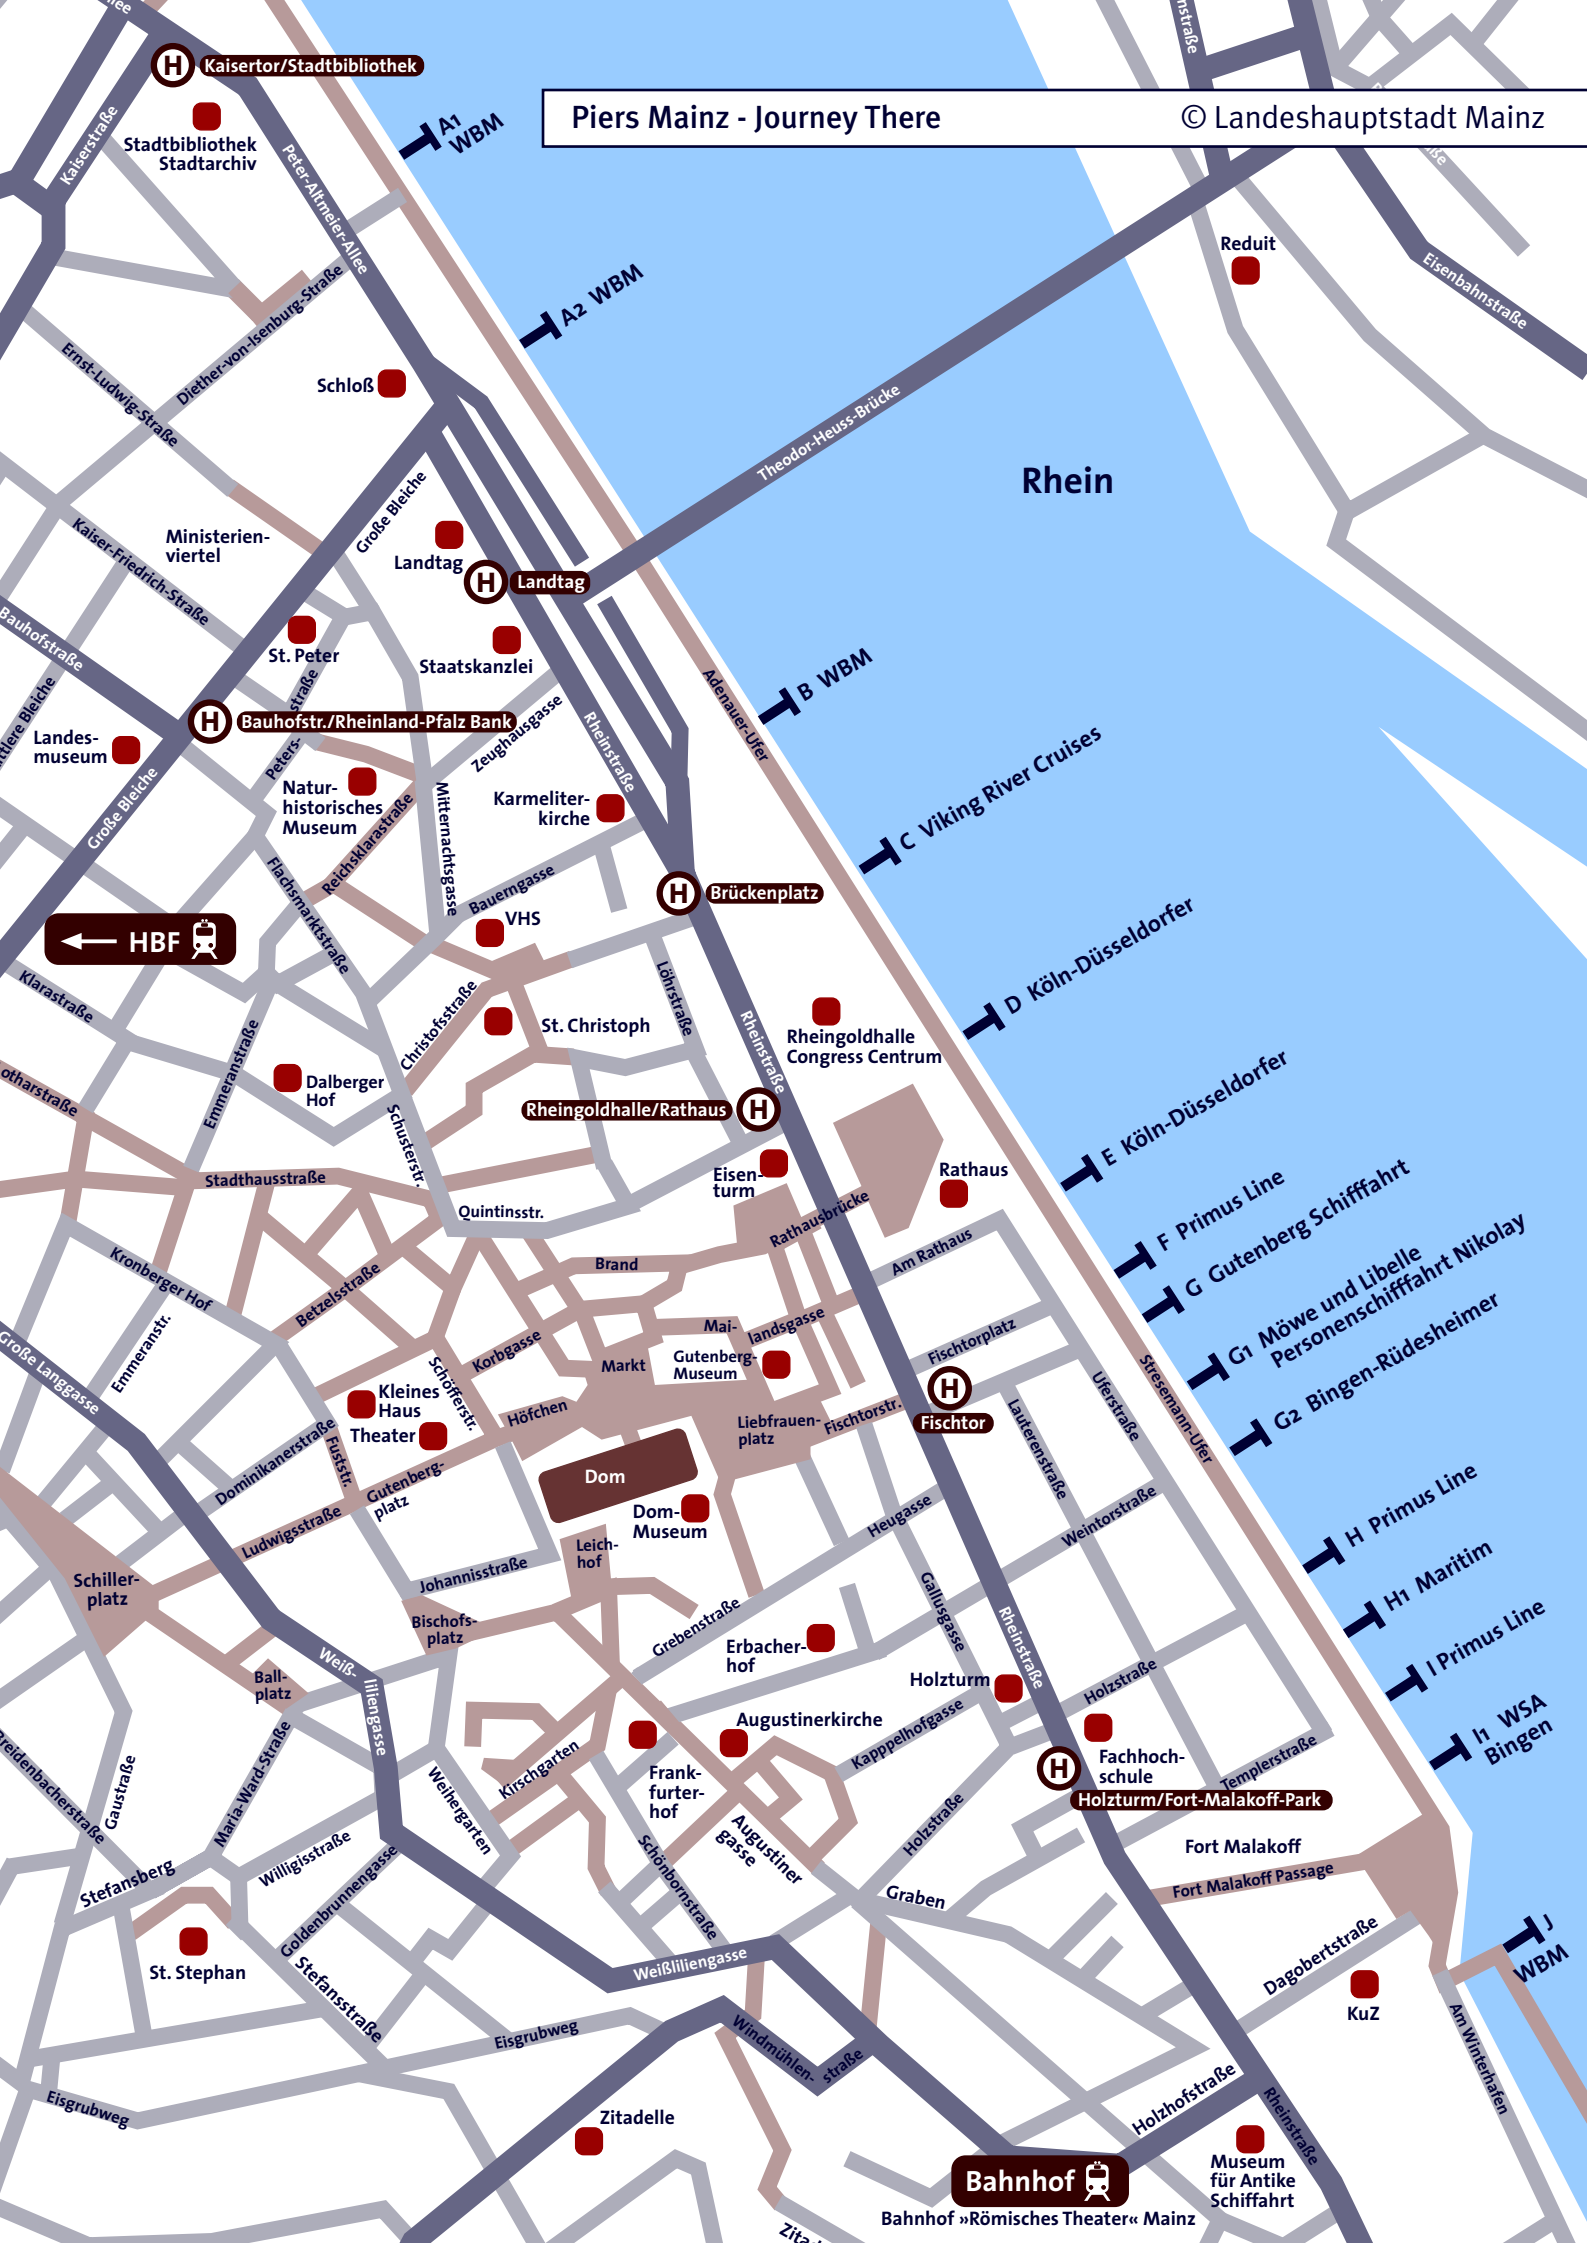 Piers Mainz - Journey There
© Landeshauptstadt Mainz
Kaisertor/Stadtbibliothek
Stadtbibliothek
Stadtarchiv
Kaiserstraße
Peter-Altmeier-Allee
A1
WBM
A2 WBM
Reduit
Eisenbahnstraße
Diether-von-Isenburg-Straße
Ernst-Ludwig-Straße
Schloß
Theodor-Heuss-Brücke
Rhein
Große Bleiche
Kaiser-Friedrich-Straße
Ministerien-
viertel
Landtag
Landtag
Bauhofstraße
St. Peter
Staatskanzlei
Adenauer-Ufer
B WBM
Bauhofstr./Rheinland-Pfalz Bank
Peters-
straße
Zeughausgasse
Rheinstraße
Landes-
museum
Große Bleiche
Natur-
historisches
Museum
Reichsklarastraße
Mitternachtsgasse
Karmeliter-
kirche
C Viking River Cruises
Flachsmarktstraße
Bauerngasse
Brückenplatz
VHS
HBF
D Köln-Düsseldorfer
Klarastraße
Christofsstraße
St. Christoph
Löhrstraße
Rheinstraße
Rheingoldhalle
Congress Centrum
Emmeranstraße
Dalberger
Hof
Schusterstr.
Rheingoldhalle/Rathaus
E Köln-Düsseldorfer
Eisen-
turm
Rathaus
Stadthausstraße
Quintinsstr.
Rathausbrücke
F Primus Line
G Gutenberg Schifffahrt
Am Rathaus
Brand
Kronberger Hof
Betzelsstraße
G1 Möwe und Libelle
Personenschifffahrt Nikolay
G2 Bingen-Rüdesheimer
Große Langgasse
Emmeranstr.
Korbgasse
Mai-
landsgasse
Markt
Gutenberg-
Museum
Fischtorplatz
Stresemann-Ufer
Uferstraße
Fischtor
Fischtorstr.
Kleines
Haus
Theater
Schöfferstr.
Höfchen
Liebfrauen-
platz
Lauterenstraße
Dominikanerstraße
Fuststr.
Gutenberg-
platz
Dom
Dom-
Museum
Heugasse
Weintorstraße
H Primus Line
Ludwigsstraße
Leich-
hof
Johannisstraße
Schiller-
platz
H1 Maritim
Bischofs-
platz
Grebenstraße
Gallusgasse
Rheinstraße
I Primus Line
Erbacher-
hof
Holzturm
Holzstraße
Ball-
platz
Weiß-
liliengasse
I1 WSA
Bingen
Augustinerkirche
Kapppelhofgasse
Fachhoch-
schule
Templerstraße
Kirschgarten
Frank-
furter-
hof
Holzturm/Fort-Malakoff-Park
Gaustraße
Maria-Ward-Straße
Weihergarten
Augustiner
gasse
Holzstraße
Fort Malakoff
Fort Malakoff Passage
Stefansberg
Willigisstraße
Schönbornstraße
Graben
Goldenbrunnengasse
Dagobertstraße
J
WBM
St. Stephan
Stefansstraße
Weißliliengasse
KuZ
Eisgrubweg
Windmühlen-
straße
Am Winterhafen
Eisgrubweg
Zitadelle
Holzhofstraße
Rheinstraße
Museum
für Antike
Schiffahrt
Bahnhof
Bahnhof »Römisches Theater« Mainz